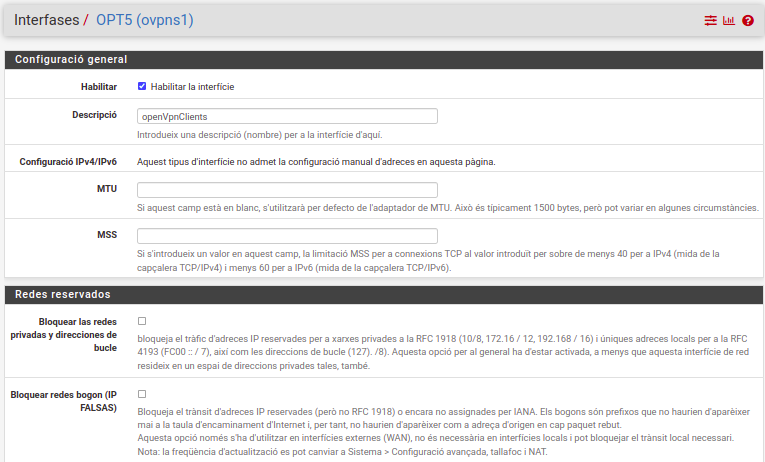 Interfases / OPT5 (ovpns1)
Configuració general
Habilitar
Habilitar la interfície
Descripció
openVpnClients
Introdueix una descripció (nombre) per a la interfície d'aquí.
Configuració IPv4/IPv6
Aquest tipus d'interfície no admet la configuració manual d'adreces en aquesta pàgina.
MTU
Si aquest camp està en blanc, s'utilitzarà per defecto de l'adaptador de MTU. Això és típicament 1500 bytes, però pot variar en algunes circumstàncies.
MSS
Si s'introdueix un valor en aquest camp, la limitació MSS per a connexions TCP al valor introduït per sobre de menys 40 per a IPv4 (mida de la
capçalera TCP/IPv4) i menys 60 per a IPv6 (mida de la capçalera TCP/IPv6).
Redes reservados
Bloquear las redes
privadas y direcciones de
bucle
bloqueja el tràfic d'adreces IP reservades per a xarxes privades a la RFC 1918 (10/8, 172.16 / 12, 192.168 / 16) i úniques adreces locals per a la RFC
4193 (FC00 :: / 7), així com les direccions de bucle (127). /8). Aquesta opció per al general ha d'estar activada, a menys que aquesta interfície de red
resideixi en un espai de direccions privades tales, també.
Bloquear redes bogon (IP
FALSAS)
Bloqueja el trànsit d'adreces IP reservades (però no RFC 1918) o encara no assignades per IANA. Els bogons són prefixos que no haurien d'aparèixer
mai a la taula d'encaminament d'Internet i, per tant, no haurien d'aparèixer com a adreça d'origen en cap paquet rebut.
Aquesta opció només s'ha d'utilitzar en interfícies externes (WAN), no és necessària en interfícies locals i pot bloquejar el trànsit local necessari.
Nota: la freqüència d'actualització es pot canviar a Sistema > Configuració avançada, tallafoc i NAT.